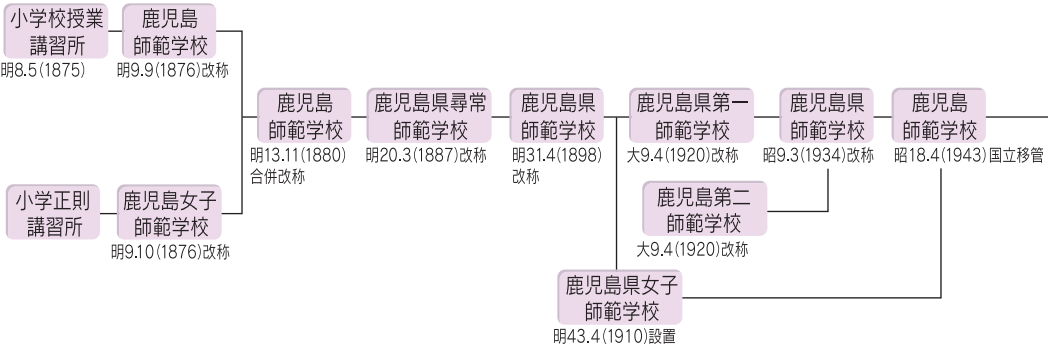 小学校授業
講習所
明8.5(1875)
鹿児島
師範学校
明9.9(1876)改称
小学正則
講習所
鹿児島女子
師範学校
明9.10(1876)改称
鹿児島
師範学校
明13.11(1880)
合併改称
鹿児島県尋常
師範学校
明20.3(1887)改称
鹿児島県
師範学校
明31.4(1898)
改称
鹿児島県第一
師範学校
大9.4(1920)改称
鹿児島県
師範学校
昭9.3(1934)改称
鹿児島
師範学校
昭18.4(1943)国立移管
鹿児島第二
師範学校
大9.4(1920)改称
鹿児島県女子
師範学校
明43.4(1910)設置